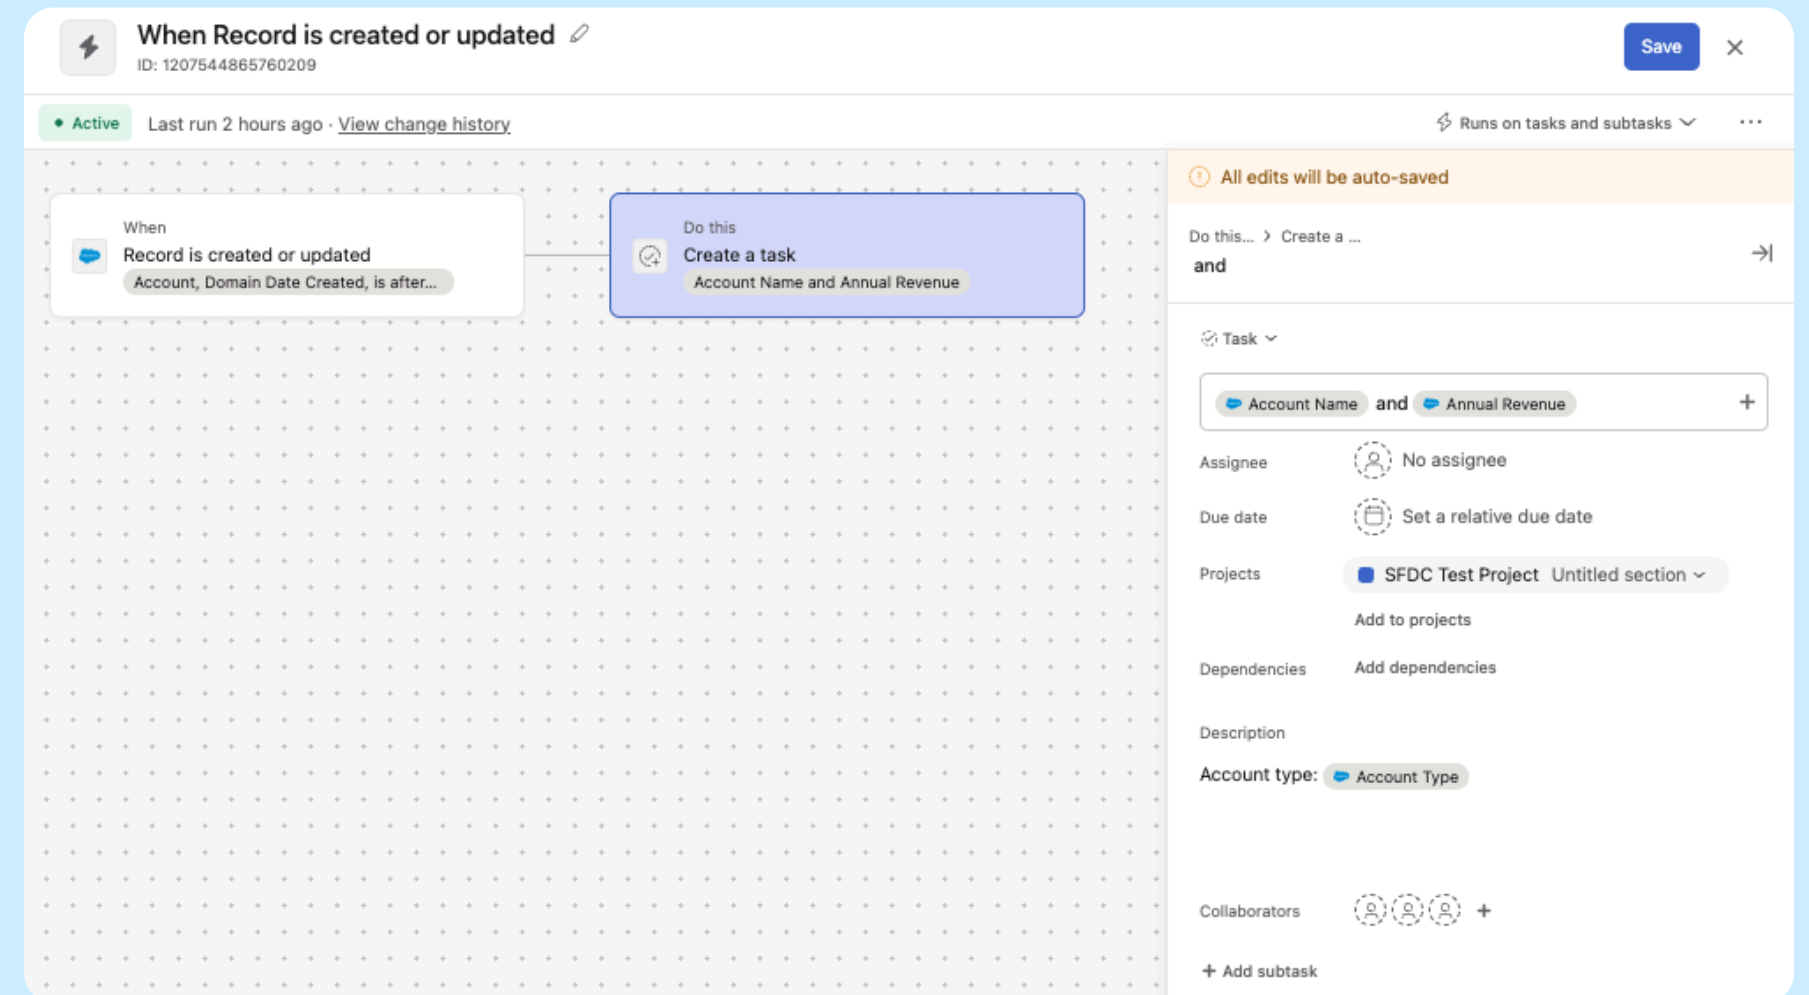 When Record is created or updated
ID: 1207544865760209
Save
Active
Last run 2 hours ago · View change history
Runs on tasks and subtasks
When
Record is created or updated
Account, Domain Date Created, is after...
Do this
Create a task
Account Name and Annual Revenue
All edits will be auto-saved
Do this... > Create a ...
and
Task
Account Name and Annual Revenue
Assignee No assignee
Due date Set a relative due date
Projects SFDC Test Project Untitled section
Add to projects
Dependencies Add dependencies
Description
Account type: Account Type
Collaborators
+ Add subtask